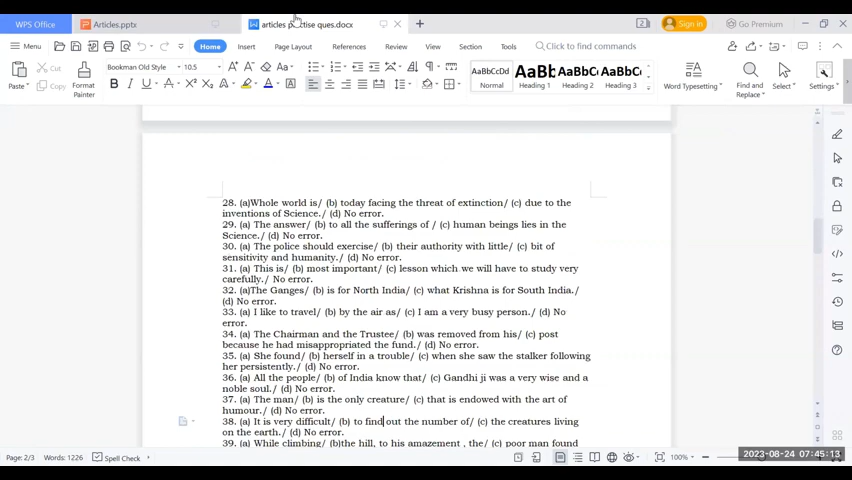 WPS Office
Articles.pptx
articles practise ques.docx
Sign in
Go Premium
Menu
Home
Insert
Page Layout
References
Review
View
Section
Tools
Click to find commands
Paste
Cut
Copy
Format Painter
Bookman Old Style
10.5
AaBbCcDd
Normal
AaBb
Heading 1
AaBbC
Heading 2
AaBbC
Heading 3
Word Typesetting
Find and Replace
Select
Settings
28. (a)Whole world is/ (b) today facing the threat of extinction/ (c) due to the
inventions of Science./ (d) No error.
29. (a) The answer/ (b) to all the sufferings of / (c) human beings lies in the
Science./ (d) No error.
30. (a) The police should exercise/ (b) their authority with little/ (c) bit of
sensitivity and humanity./ (d) No error.
31. (a) This is/ (b) most important/ (c) lesson which we will have to study very
carefully./ No error.
32. (a)The Ganges/ (b) is for North India/ (c) what Krishna is for South India./
(d) No error.
33. (a) I like to travel/ (b) by the air as/ (c) I am a very busy person./ (d) No
error.
34. (a) The Chairman and the Trustee/ (b) was removed from his/ (c) post
because he had misappropriated the fund./ (d) No error.
35. (a) She found/ (b) herself in a trouble/ (c) when she saw the stalker following
her persistently./ (d) No error.
36. (a) All the people/ (b) of India know that/ (c) Gandhi ji was a very wise and a
noble soul./ (d) No error.
37. (a) The man/ (b) is the only creature/ (c) that is endowed with the art of
humour./ (d) No error.
38. (a) It is very difficult/ (b) to find out the number of/ (c) the creatures living
on the earth./ (d) No error.
39. (a) While climbing/ (b)the hill, to his amazement , the/ (c) poor man found
Page: 2/3
Words: 1226
Spell Check
100%
2023-08-24 07:45:13